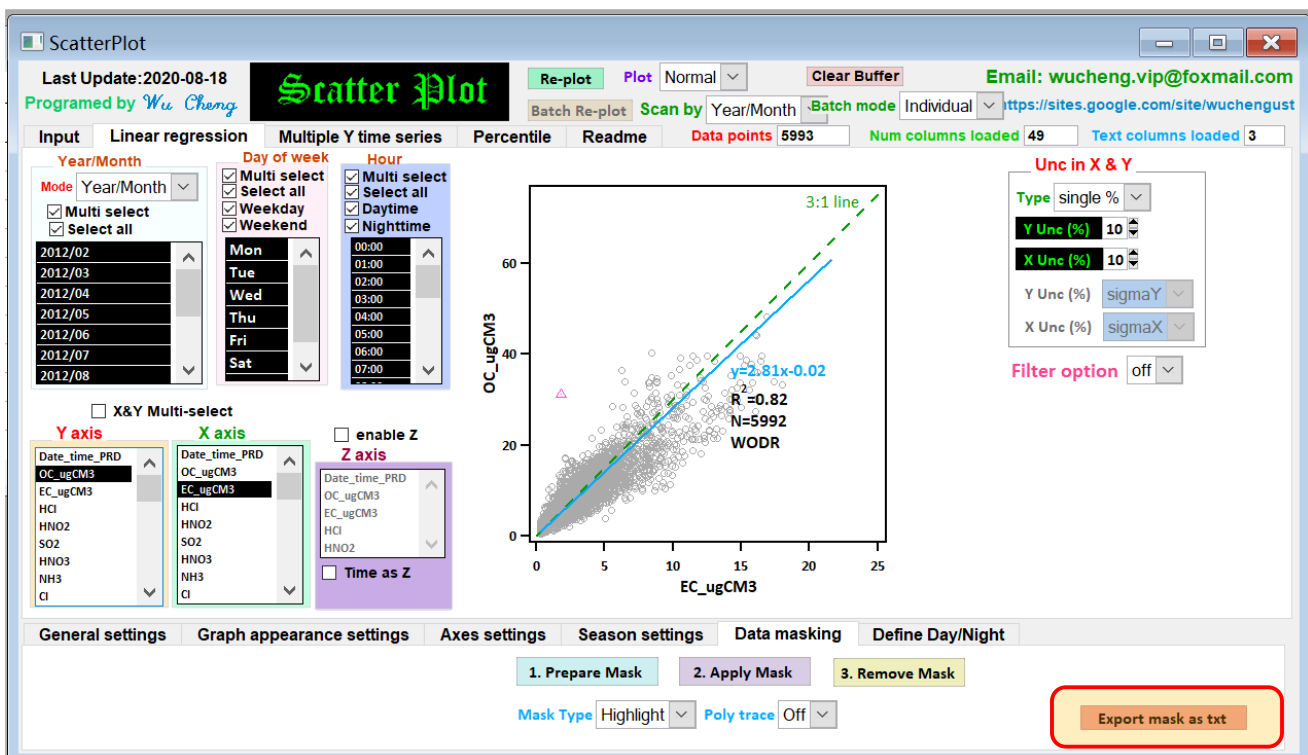 ScatterPlot
Last Update:2020-08-18
Programed by Wu Cheng
Scatter Plot
Re-plot Plot Normal Clear Buffer
Batch Re-plot Scan by Year/Month Batch mode Individual
Email: wucheng.vip@foxmail.com
https://sites.google.com/site/wuchengust
Input Linear regression Multiple Y time series Percentile Readme Data points 5993 Num columns loaded 49 Text columns loaded 3
Year/Month
Mode Year/Month
Multi select
Select all
2012/02
2012/03
2012/04
2012/05
2012/06
2012/07
2012/08
Day of week
Multi select
Select all
Weekday
Weekend
Mon
Tue
Wed
Thu
Fri
Sat
Hour
Multi select
Select all
Daytime
Nighttime
00:00
01:00
02:00
03:00
04:00
05:00
06:00
07:00
X&Y Multi-select
Y axis
Date_time_PRD
OC_ugCM3
EC_ugCM3
HCl
HNO2
SO2
HNO3
NH3
Cl
X axis
Date_time_PRD
OC_ugCM3
EC_ugCM3
HCl
HNO2
SO2
HNO3
NH3
Cl
enable Z
Z axis
Date_time_PRD
OC_ugCM3
EC_ugCM3
HCl
HNO2
Time as Z
OC_ugCM3
60
40
20
0
3:1 line
y=2.81x-0.02
R2=0.82
N=5992
WODR
0 5 10 15 20 25
EC_ugCM3
Unc in X & Y
Type single %
Y Unc (%) 10
X Unc (%) 10
Y Unc (%) sigmaY
X Unc (%) sigmaX
Filter option off
General settings Graph appearance settings Axes settings Season settings Data masking Define Day/Night
1. Prepare Mask 2. Apply Mask 3. Remove Mask
Mask Type Highlight Poly trace Off
Export mask as txt